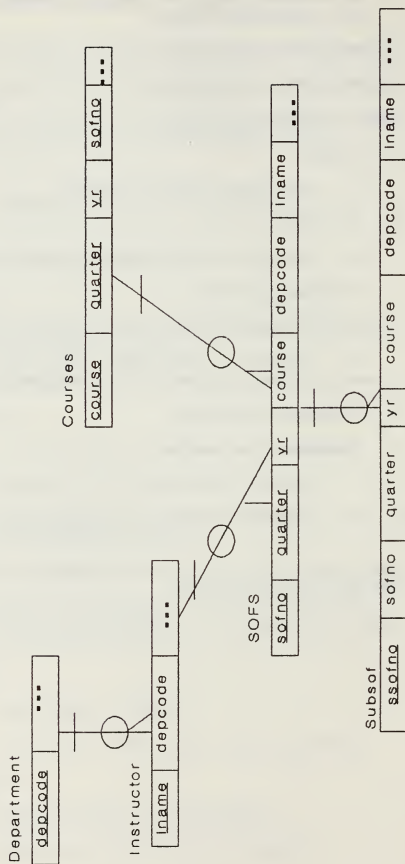 Department
depcode ...
Courses
course quarter yr sofno ...
Instructor
lname depcode ...
SOFS
sofno quarter yr course depcode lname ...
Subsof
ssofno sofno quarter yr course depcode lname ...